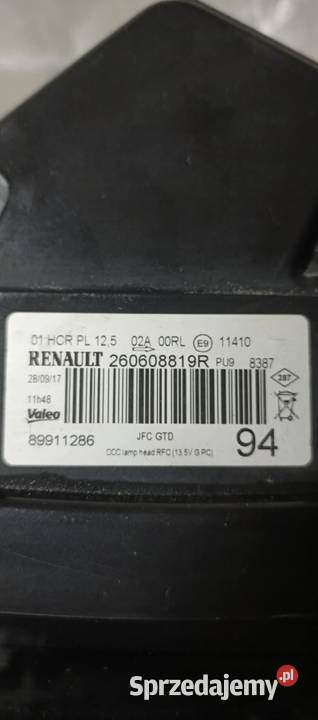 01 HCR PL 12,5 02A 00RL E9 11410
RENAULT 260608819R PU9 8387
28/09/17
287
11h48
Valeo
89911286 JFC GTD 94
CCC lamp head RFC (13.5V G PC)
Sprzedajemy.pl